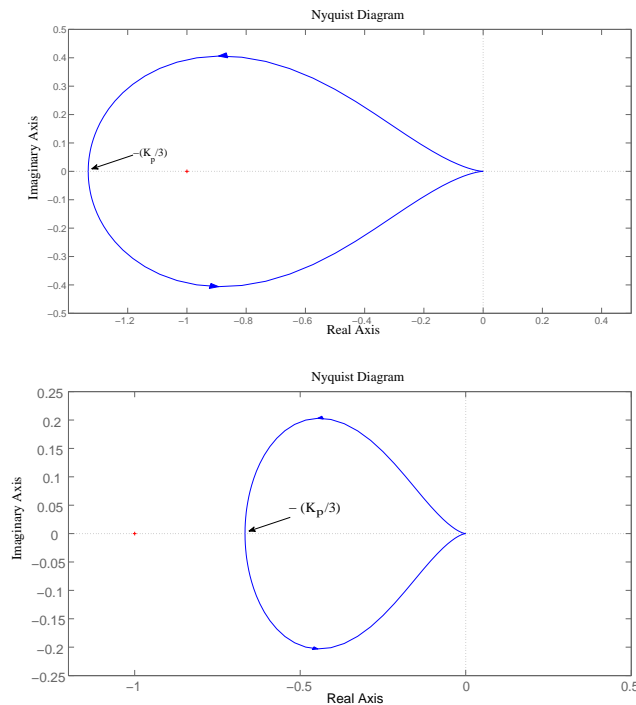 Nyquist Diagram
0.5
0.4
0.3
0.2
0.1
0
−0.1
−0.2
−0.3
−0.4
−0.5
Imaginary Axis
−(K_p/3)
−1.2 −1 −0.8 −0.6 −0.4 −0.2 0 0.2 0.4
Real Axis
Nyquist Diagram
0.25
0.2
0.15
0.1
0.05
0
−0.05
−0.1
−0.15
−0.2
−0.25
Imaginary Axis
− (K_p/3)
−1 −0.5 0 0.5
Real Axis